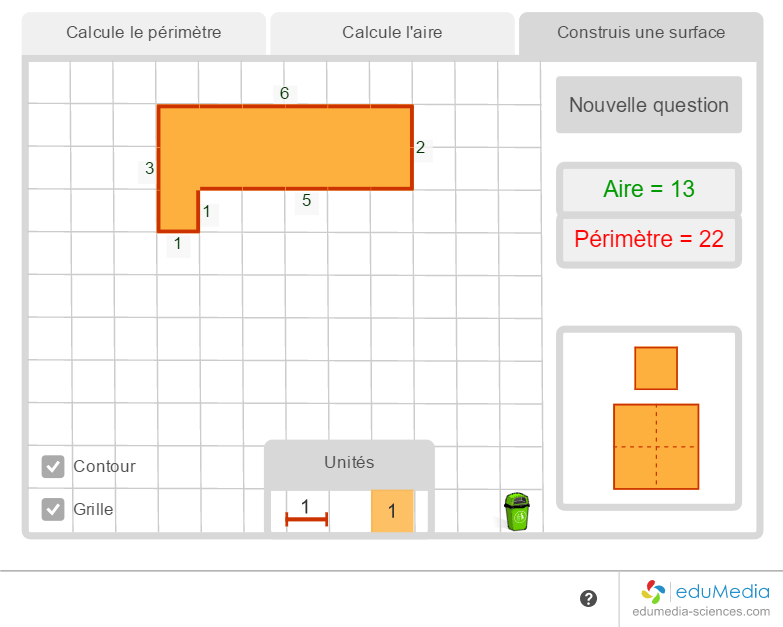 Calcule le périmètre
Calcule l'aire
Construis une surface
6
Nouvelle question
2
3
Aire = 13
5
1
Périmètre = 22
1
Contour
Unités
Grille
1
1
?
eduMedia
edumedia-sciences.com